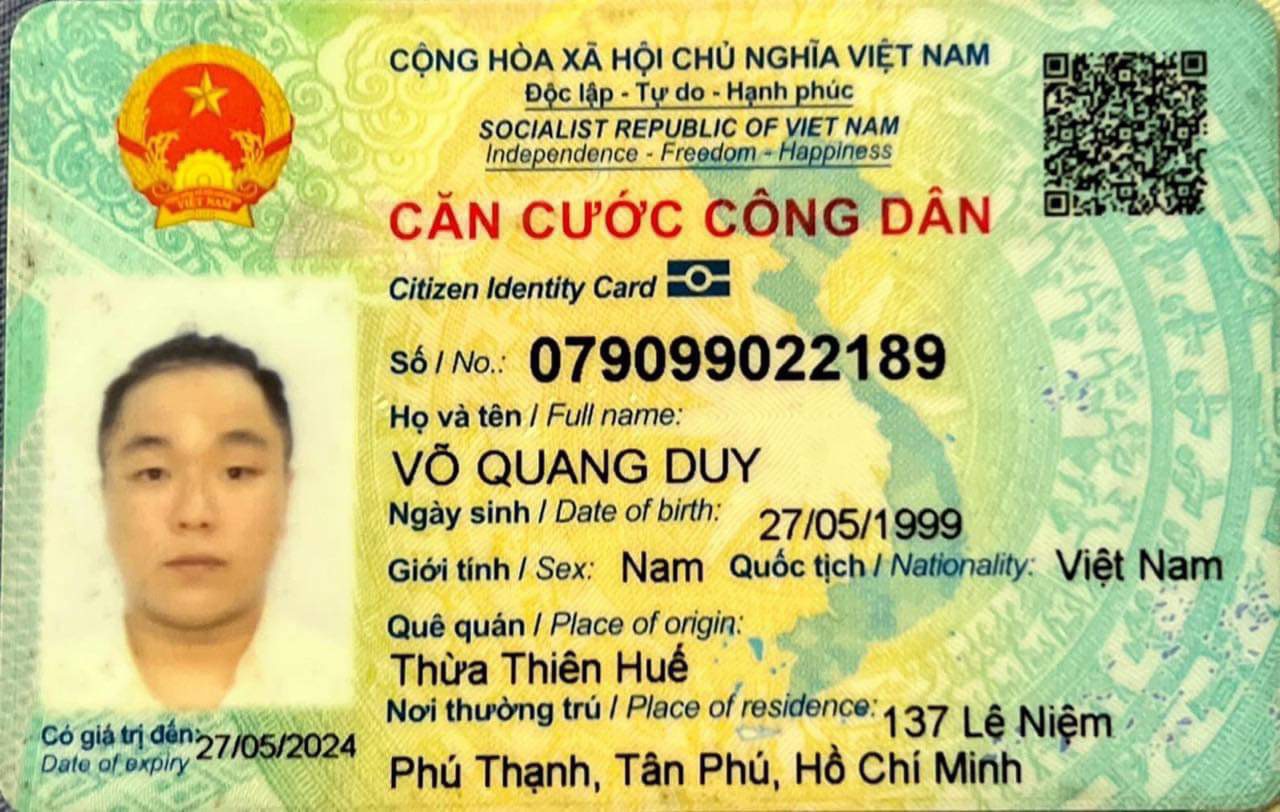 CỘNG HÒA XÃ HỘI CHỦ NGHĨA VIỆT NAM
Độc lập - Tự do - Hạnh phúc
SOCIALIST REPUBLIC OF VIET NAM
Independence - Freedom - Happiness
VIỆT NAM
CĂN CƯỚC CÔNG DÂN
Citizen Identity Card
Số / No.: 079099022189
Họ và tên / Full name:
VÕ QUANG DUY
Ngày sinh / Date of birth: 27/05/1999
Giới tính / Sex: Nam Quốc tịch / Nationality: Việt Nam
Quê quán / Place of origin:
Thừa Thiên Huế
Nơi thường trú / Place of residence: 137 Lê Niệm
Phú Thạnh, Tân Phú, Hồ Chí Minh
Có giá trị đến: 27/05/2024
Date of expiry